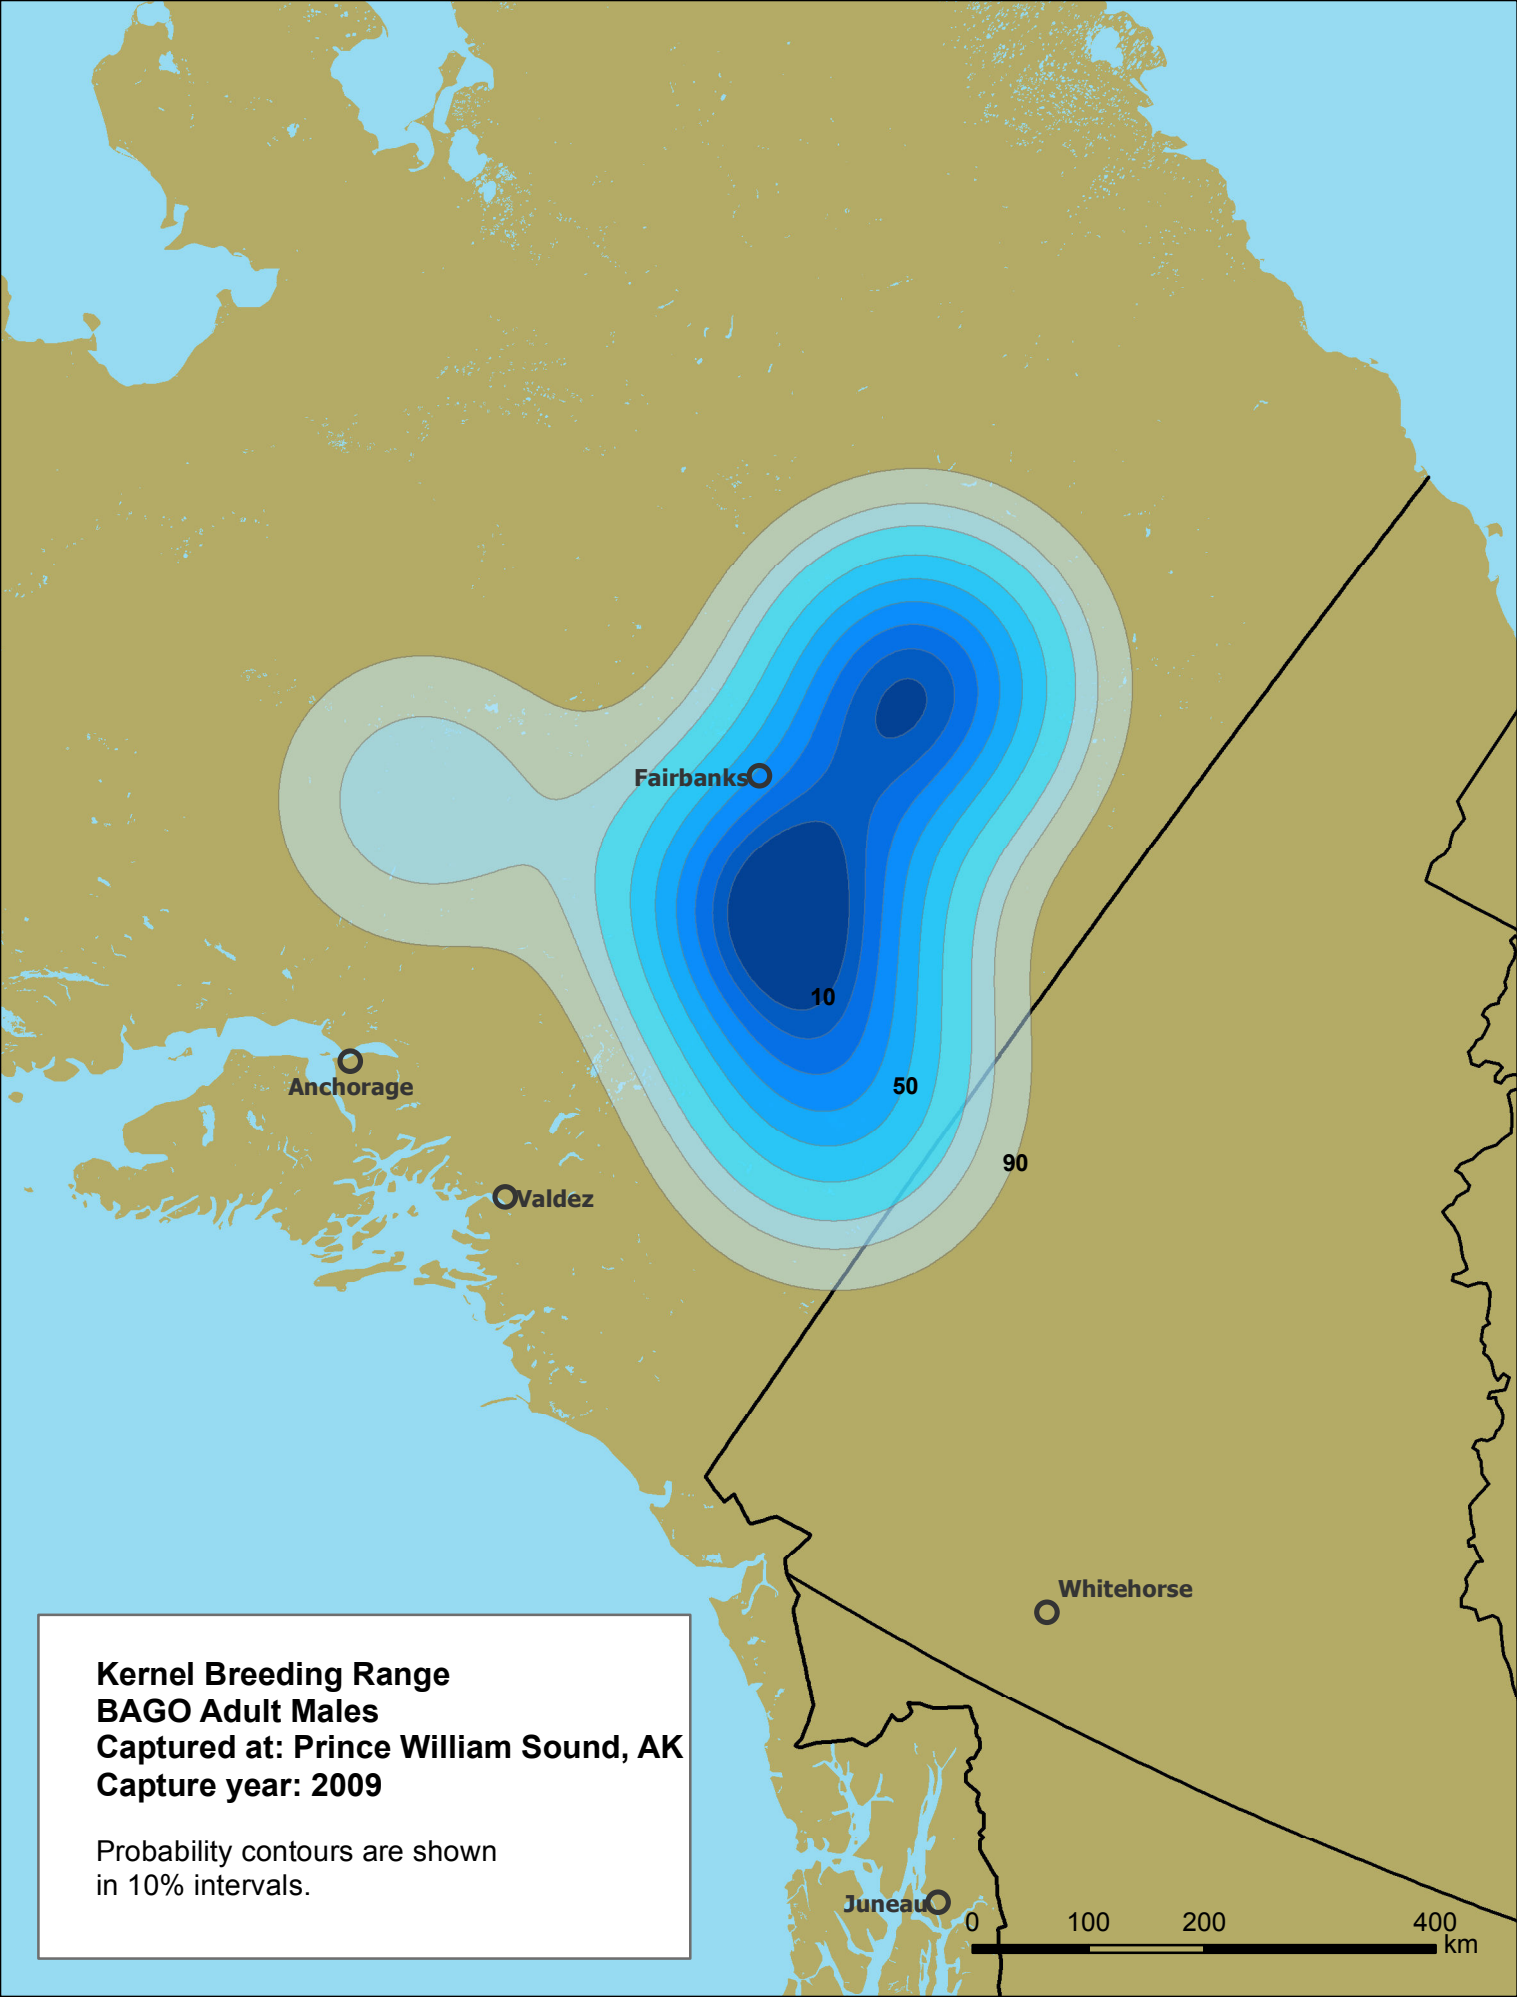 Fairbanks
10
Anchorage
50
90
Valdez
Whitehorse
Kernel Breeding Range
BAGO Adult Males
Captured at: Prince William Sound, AK
Capture year: 2009
Probability contours are shown
in 10% intervals.
Juneau
0 100 200 400
km